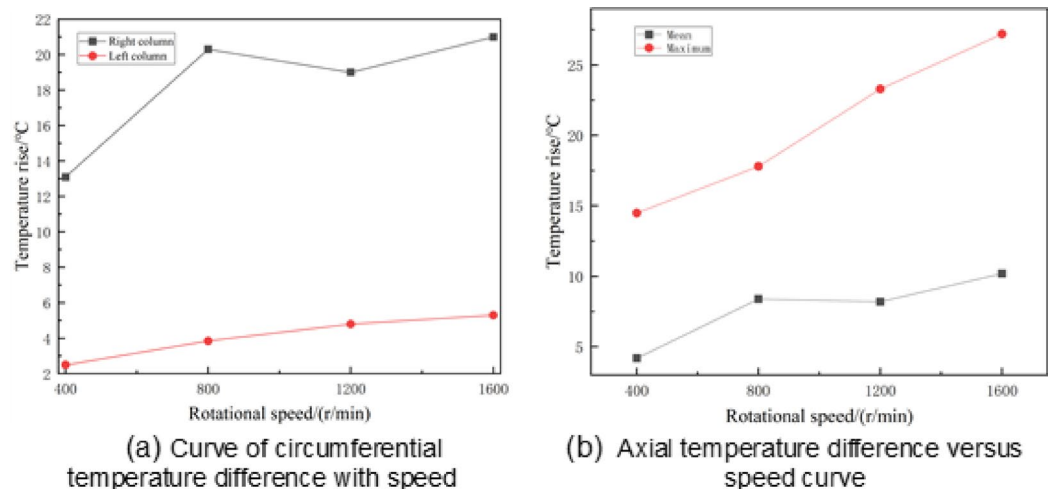 22
20
18
16
14
12
10
8
6
4
2
Temperature rise/°C
Right column
Left column
400 800 1200 1600
Rotational speed/(r/min)
(a) Curve of circumferential
temperature difference with speed
25
20
15
10
5
Temperature rise/°C
Mean
Maximum
400 800 1200 1600
Rotational speed/(r/min)
(b) Axial temperature difference versus
speed curve